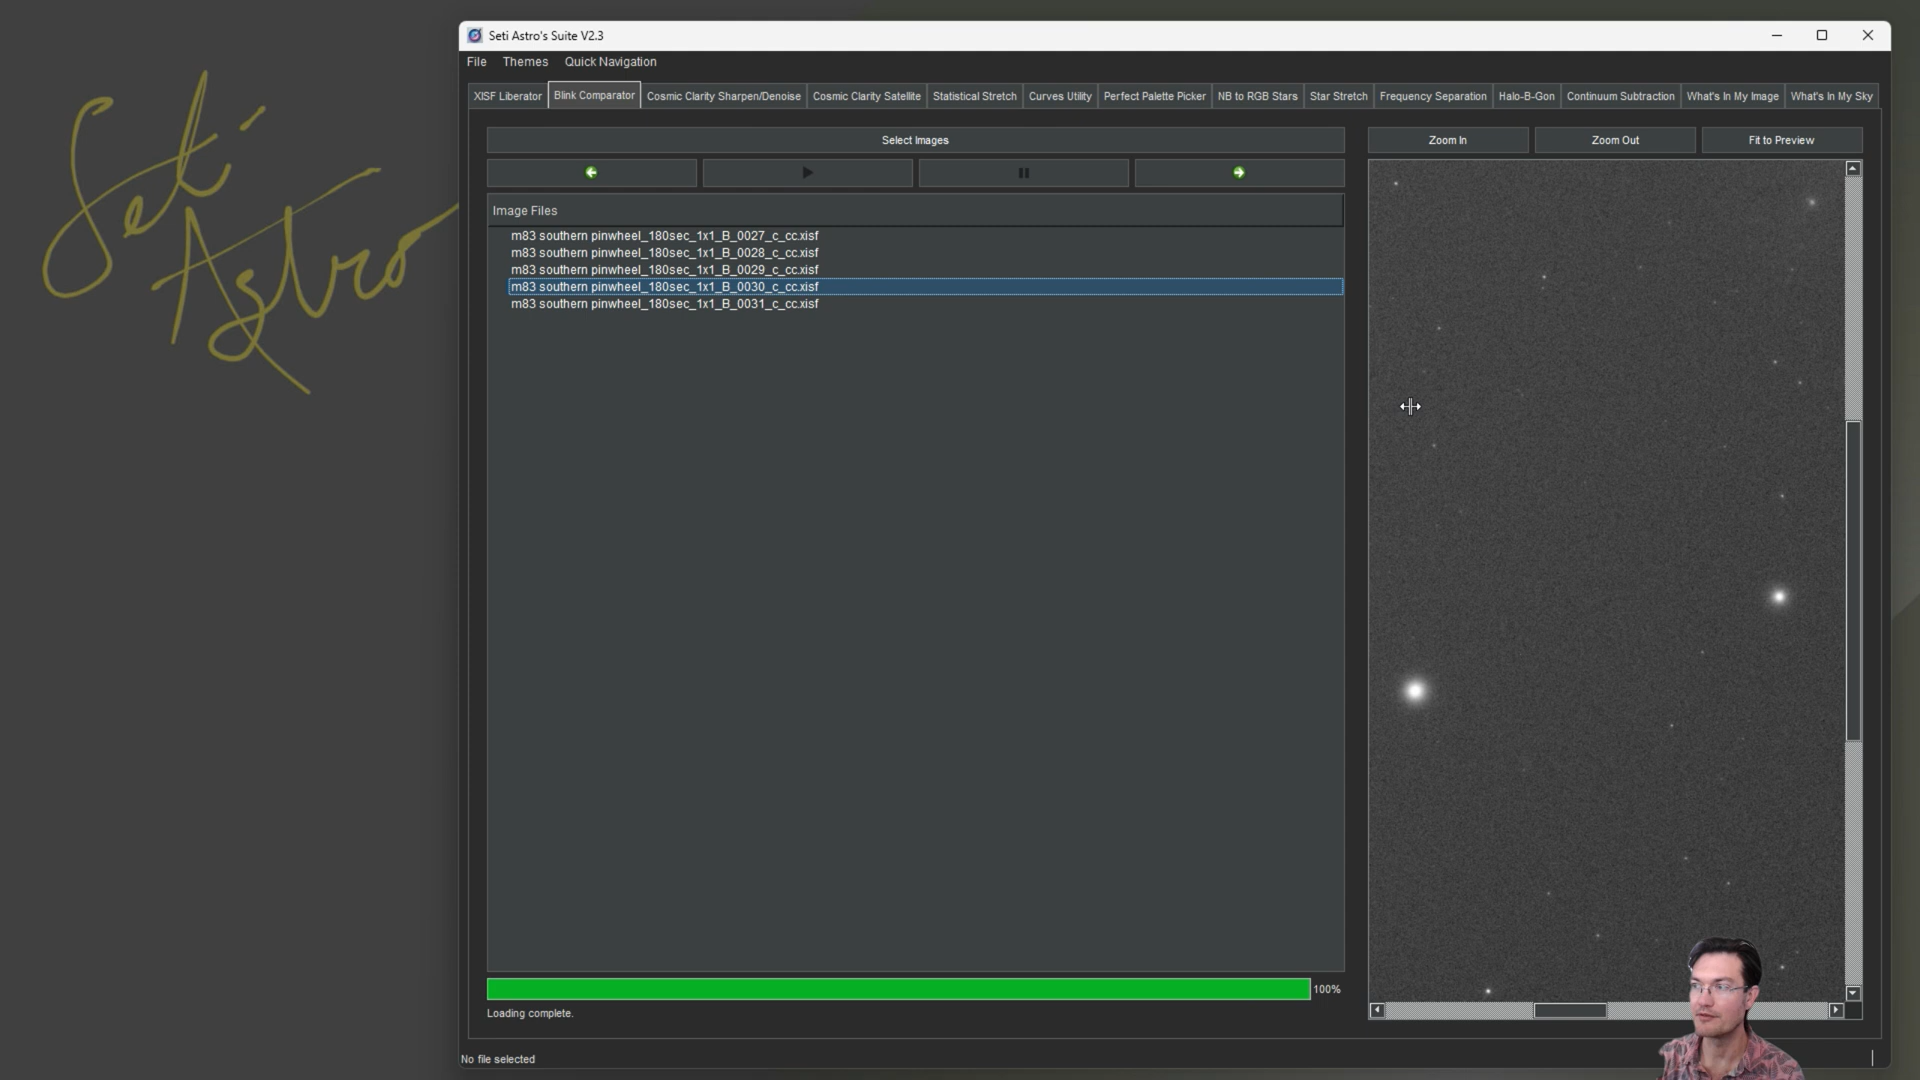 Seti
Astro
Seti Astro's Suite V2.3
File Themes Quick Navigation
XISF Liberator Blink Comparator Cosmic Clarity Sharpen/Denoise Cosmic Clarity Satellite Statistical Stretch Curves Utility Perfect Palette Picker NB to RGB Stars Star Stretch Frequency Separation Halo-B-Gon Continuum Subtraction What's In My Image What's In My Sky
Select Images
Zoom In Zoom Out Fit to Preview
Image Files
m83 southern pinwheel_180sec_1x1_B_0027_c_cc.xisf
m83 southern pinwheel_180sec_1x1_B_0028_c_cc.xisf
m83 southern pinwheel_180sec_1x1_B_0029_c_cc.xisf
m83 southern pinwheel_180sec_1x1_B_0030_c_cc.xisf
m83 southern pinwheel_180sec_1x1_B_0031_c_cc.xisf
100%
Loading complete.
No file selected